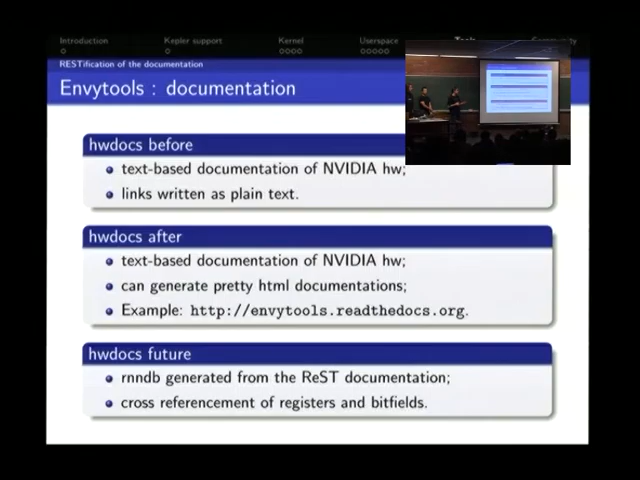 Introduction Kepler support Kernel Userspace Tools Community
RESTification of the documentation
Envytools : documentation
hwdocs before
text-based documentation of NVIDIA hw;
links written as plain text.
hwdocs after
text-based documentation of NVIDIA hw;
can generate pretty html documentations;
Example: http://envytools.readthedocs.org.
hwdocs future
rnndb generated from the ReST documentation;
cross referencement of registers and bitfields.